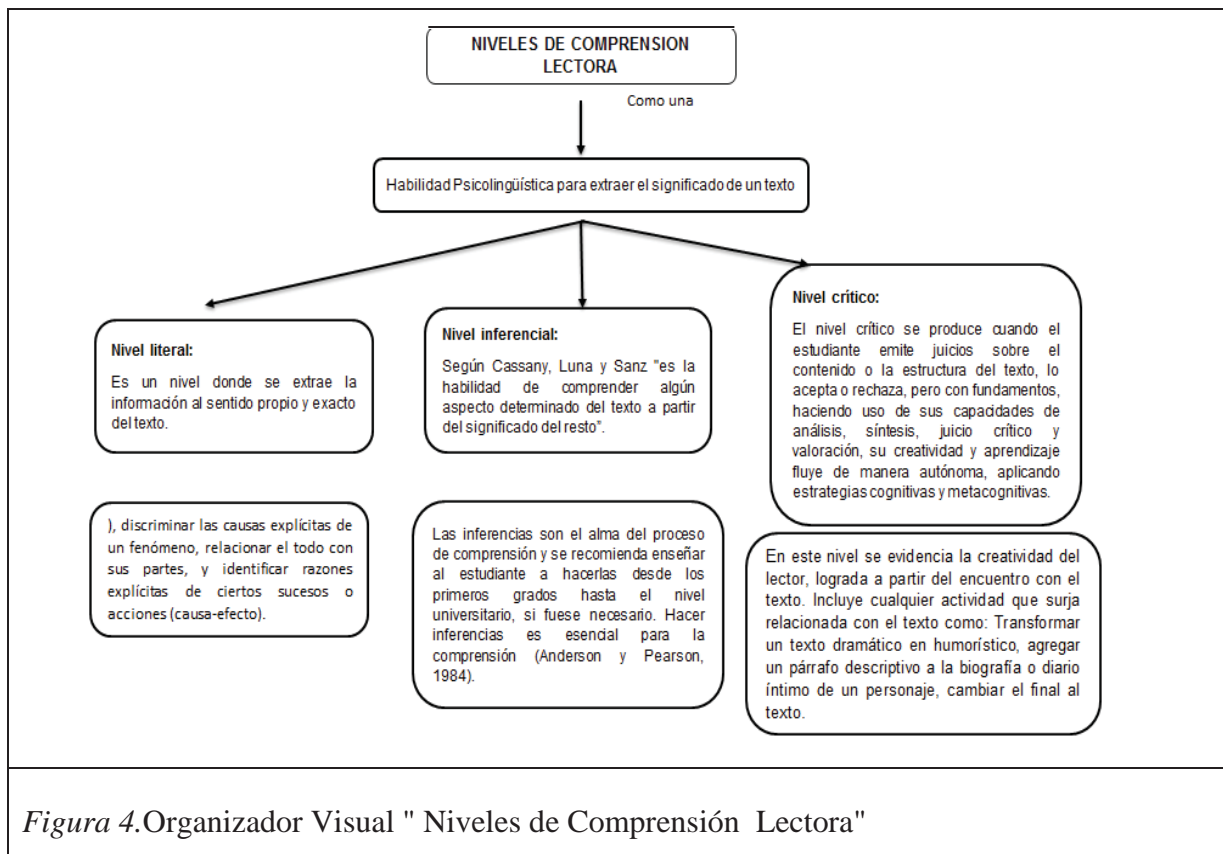 NIVELES DE COMPRENSION
LECTORA
Como una
Habilidad Psicolingüística para extraer el significado de un texto
Nivel literal:
Es un nivel donde se extrae la
información al sentido propio y exacto
del texto.
), discriminar las causas explícitas de
un fenómeno, relacionar el todo con
sus partes, y identificar razones
explícitas de ciertos sucesos o
acciones (causa-efecto).
Nivel inferencial:
Según Cassany, Luna y Sanz "es la
habilidad de comprender algún
aspecto determinado del texto a partir
del significado del resto”.
Las inferencias son el alma del proceso
de comprensión y se recomienda enseñar
al estudiante a hacerlas desde los
primeros grados hasta el nivel
universitario, si fuese necesario. Hacer
inferencias es esencial para la
comprensión (Anderson y Pearson,
1984).
Nivel crítico:
El nivel crítico se produce cuando el
estudiante emite juicios sobre el
contenido o la estructura del texto, lo
acepta o rechaza, pero con fundamentos,
haciendo uso de sus capacidades de
análisis, síntesis, juicio crítico y
valoración, su creatividad y aprendizaje
fluye de manera autónoma, aplicando
estrategias cognitivas y metacognitivas.
En este nivel se evidencia la creatividad del
lector, lograda a partir del encuentro con el
texto. Incluye cualquier actividad que surja
relacionada con el texto como: Transformar
un texto dramático en humorístico, agregar
un párrafo descriptivo a la biografía o diario
íntimo de un personaje, cambiar el final al
texto.
Figura 4.Organizador Visual " Niveles de Comprensión Lectora"